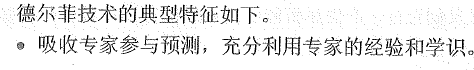 德尔菲技术的典型特征如下。
• 吸收专家参与预测，充分利用专家的经验和学识。